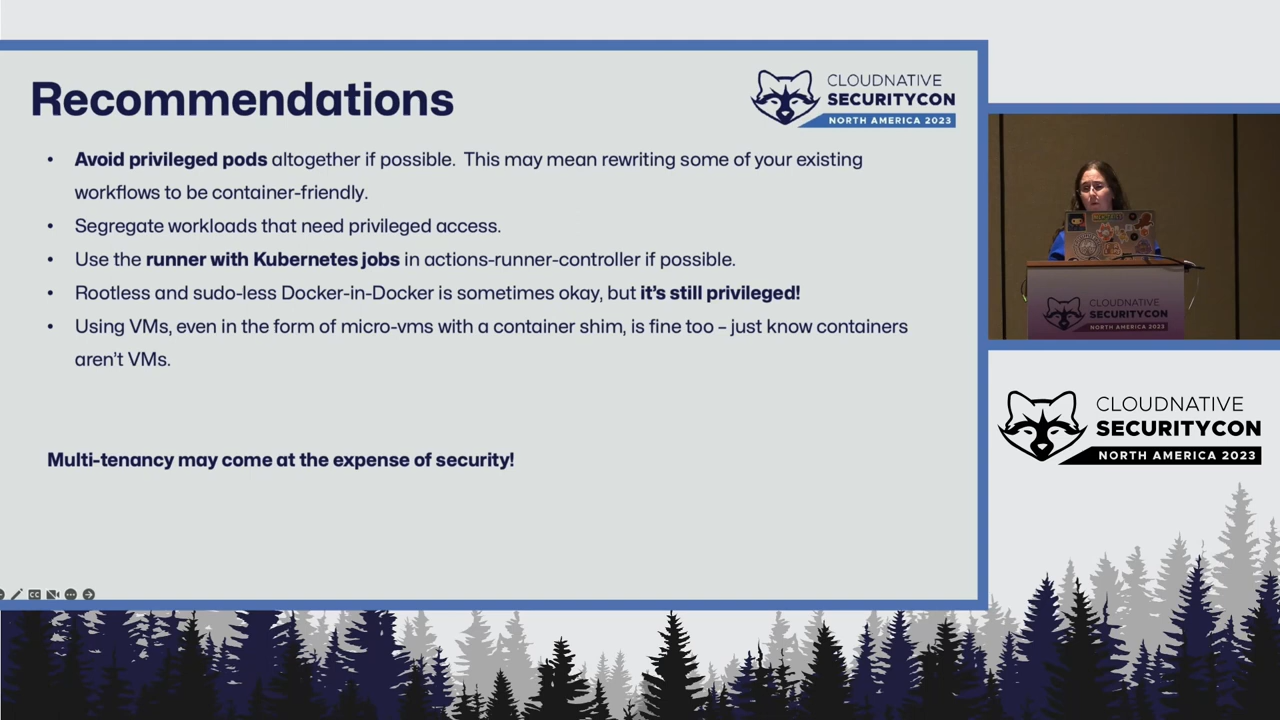 Recommendations
CLOUDNATIVE
SECURITYCON
NORTH AMERICA 2023
• Avoid privileged pods altogether if possible. This may mean rewriting some of your existing
workflows to be container-friendly.
• Segregate workloads that need privileged access.
• Use the runner with Kubernetes jobs in actions-runner-controller if possible.
• Rootless and sudo-less Docker-in-Docker is sometimes okay, but it's still privileged!
• Using VMs, even in the form of micro-vms with a container shim, is fine too – just know containers
aren't VMs.
Multi-tenancy may come at the expense of security!
CC
CLOUDNATIVE
SECURITYCON
NORTH AMERICA 2023
CLOUDNATIVE
SECURITYCON
NORTH AMERICA 2023